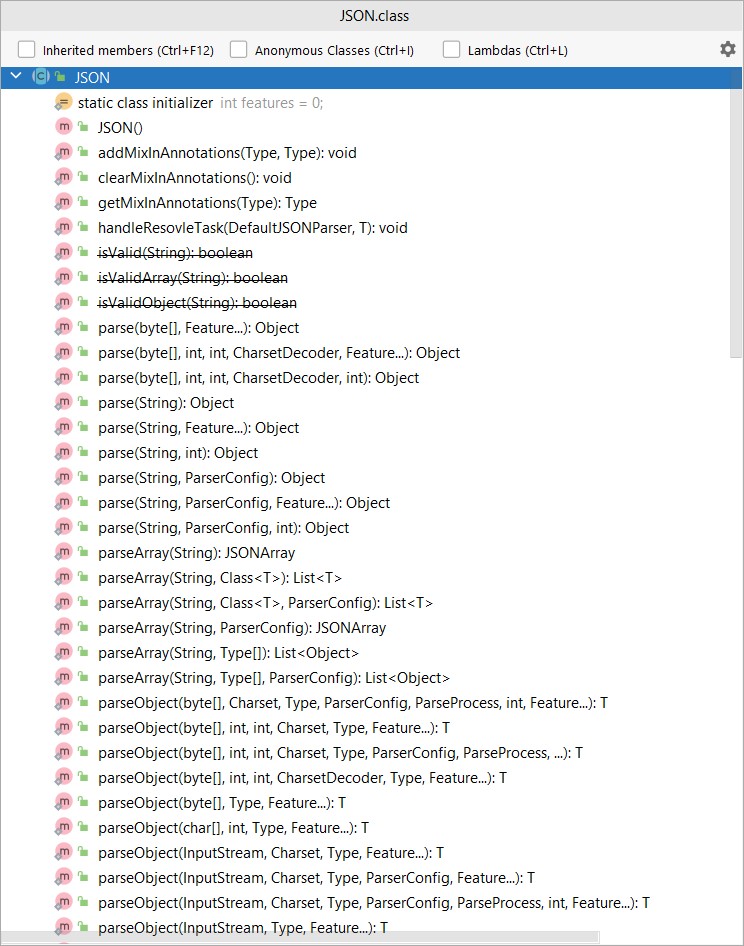 JSON.class
Inherited members (Ctrl+F12) Anonymous Classes (Ctrl+I) Lambdas (Ctrl+L)
C JSON
static class initializer int features = 0;
m JSON()
m addMixInAnnotations(Type, Type): void
m clearMixInAnnotations(): void
m getMixInAnnotations(Type): Type
m handleResovleTask(DefaultJSONParser, T): void
m isValid(String): boolean
m isValidArray(String): boolean
m isValidObject(String): boolean
m parse(byte[], Feature...): Object
m parse(byte[], int, int, CharsetDecoder, Feature...): Object
m parse(byte[], int, int, CharsetDecoder, int): Object
m parse(String): Object
m parse(String, Feature...): Object
m parse(String, int): Object
m parse(String, ParserConfig): Object
m parse(String, ParserConfig, Feature...): Object
m parse(String, ParserConfig, int): Object
m parseArray(String): JSONArray
m parseArray(String, Class<T>): List<T>
m parseArray(String, Class<T>, ParserConfig): List<T>
m parseArray(String, ParserConfig): JSONArray
m parseArray(String, Type[]): List<Object>
m parseArray(String, Type[], ParserConfig): List<Object>
m parseObject(byte[], Charset, Type, ParserConfig, ParseProcess, int, Feature...): T
m parseObject(byte[], int, int, Charset, Type, Feature...): T
m parseObject(byte[], int, int, Charset, Type, ParserConfig, ParseProcess, ...): T
m parseObject(byte[], int, int, CharsetDecoder, Type, Feature...): T
m parseObject(byte[], Type, Feature...): T
m parseObject(char[], int, Type, Feature...): T
m parseObject(InputStream, Charset, Type, Feature...): T
m parseObject(InputStream, Charset, Type, ParserConfig, Feature...): T
m parseObject(InputStream, Charset, Type, ParserConfig, ParseProcess, int, Feature...): T
m parseObject(InputStream, Type, Feature...): T